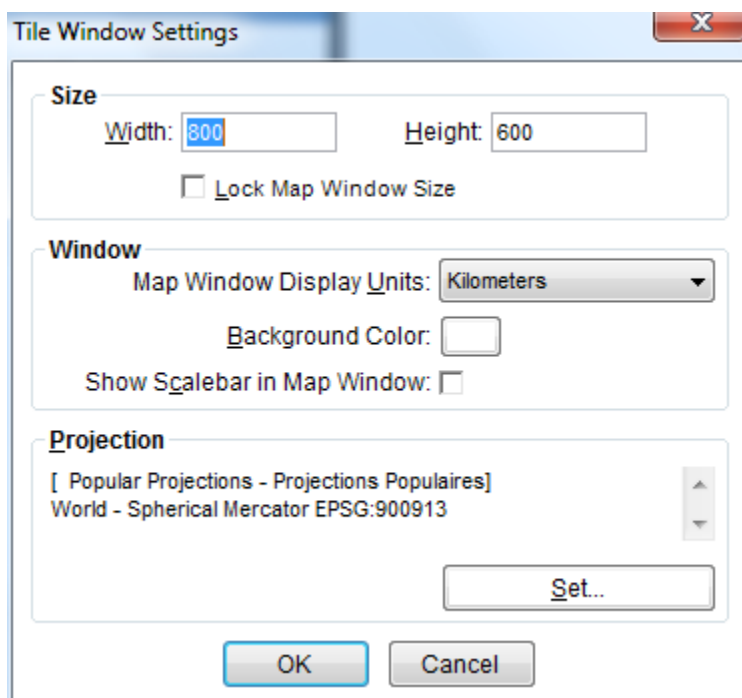 Tile Window Settings
Size
Width: 800 Height: 600
Lock Map Window Size
Window
Map Window Display Units: Kilometers
Background Color:
Show Scalebar in Map Window:
Projection
[ Popular Projections - Projections Populaires]
World - Spherical Mercator EPSG:900913
Set...
OK Cancel